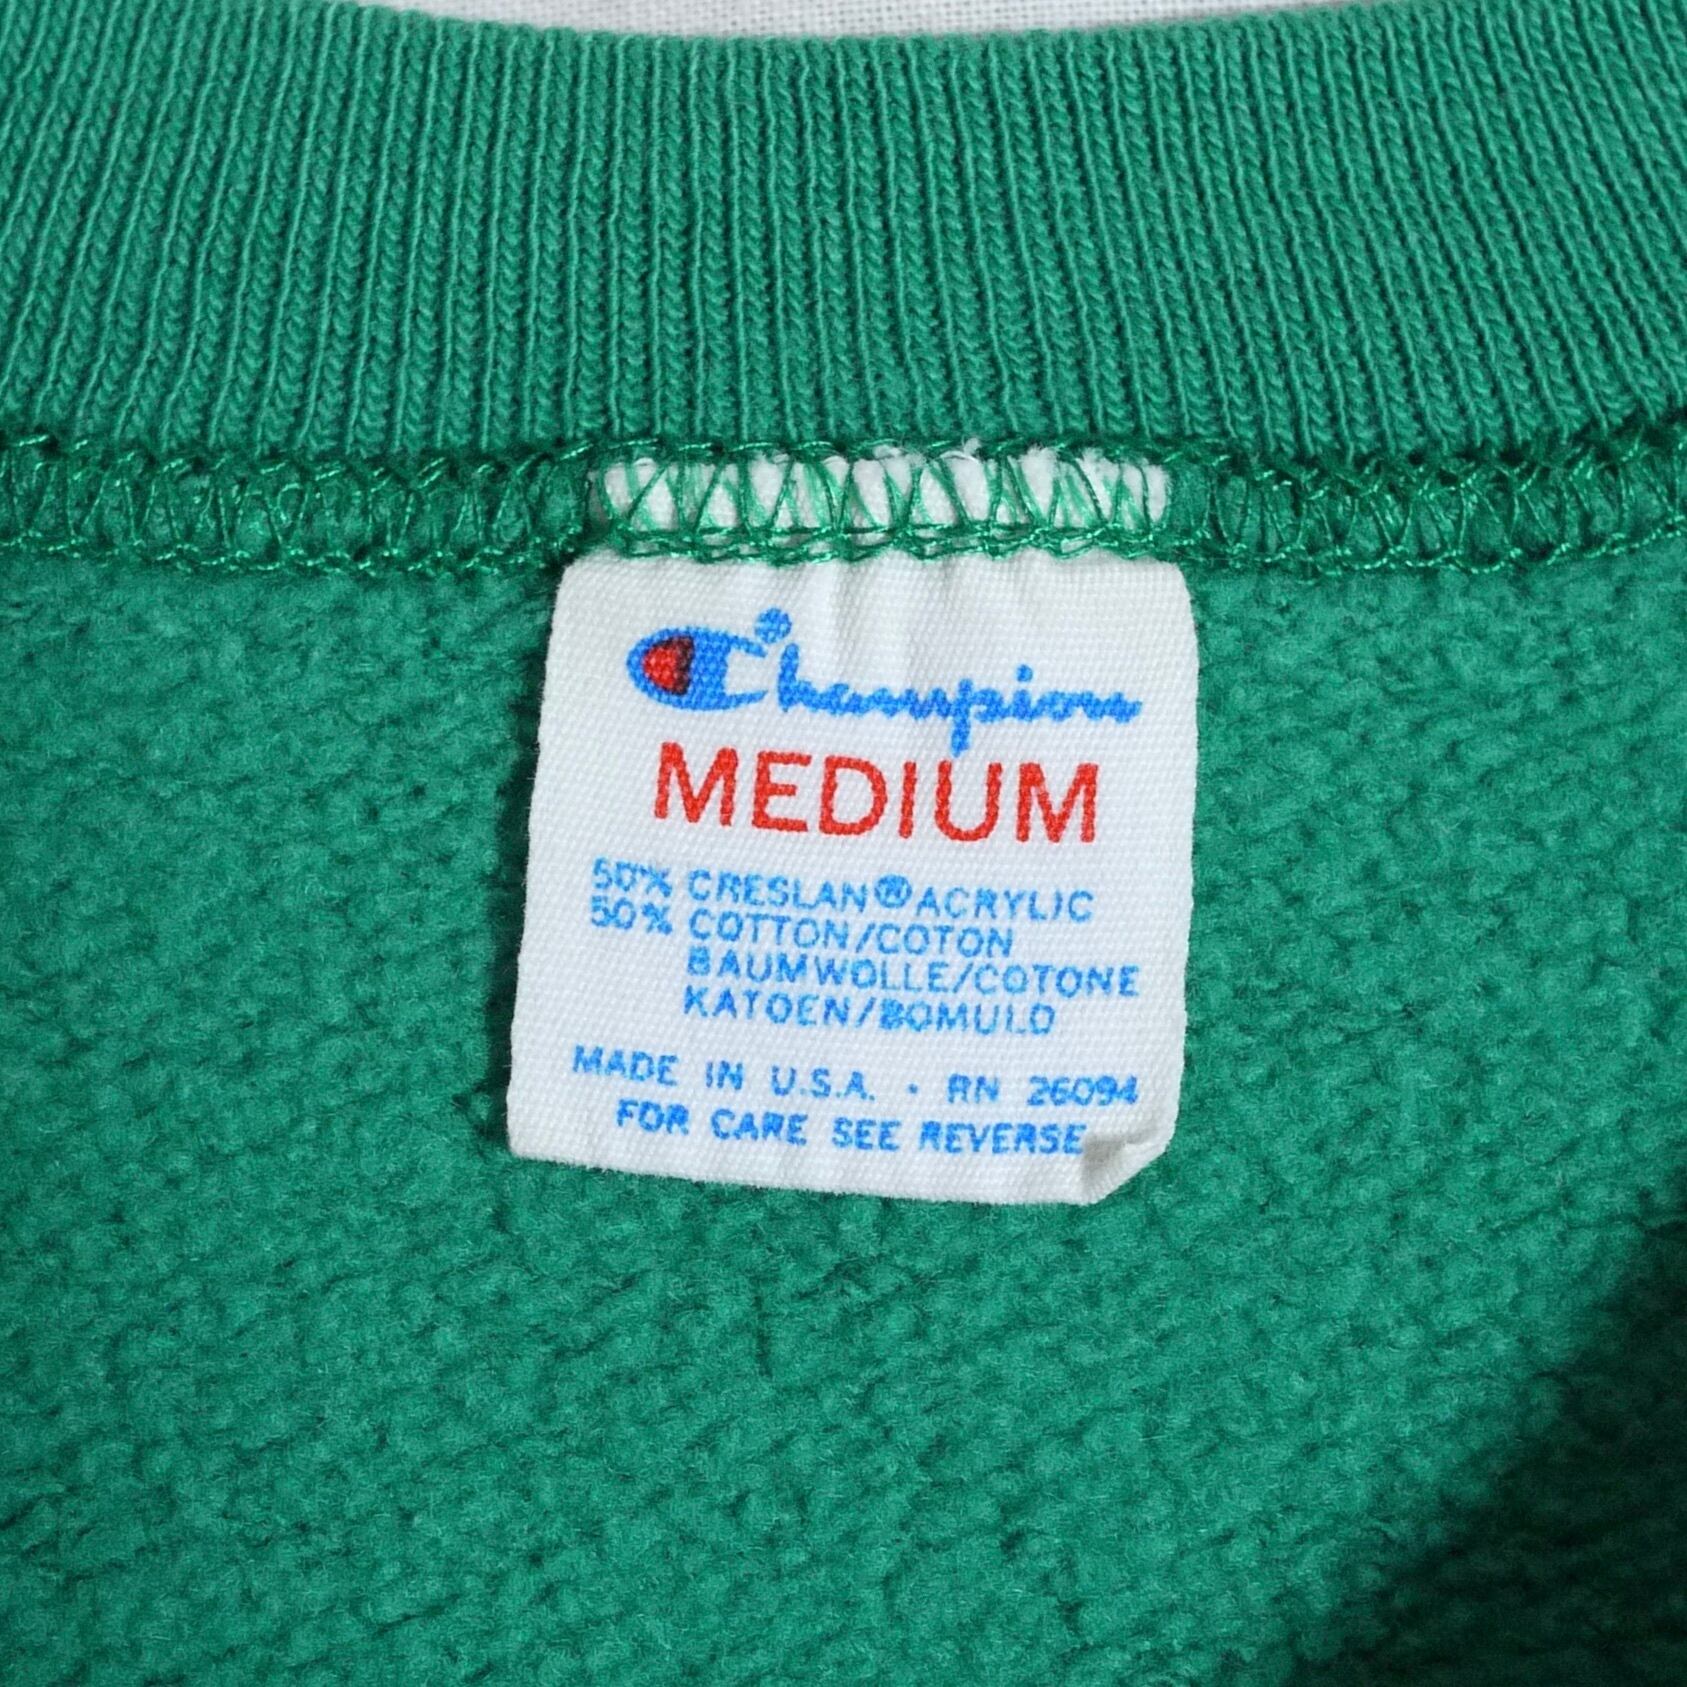 Champion
MEDIUM
50% CRESLAN® ACRYLIC
50% COTTON/COTON
BAUMWOLLE/COTONE
KATOEN/BOMULD
MADE IN U.S.A. · RN 26094
FOR CARE SEE REVERSE